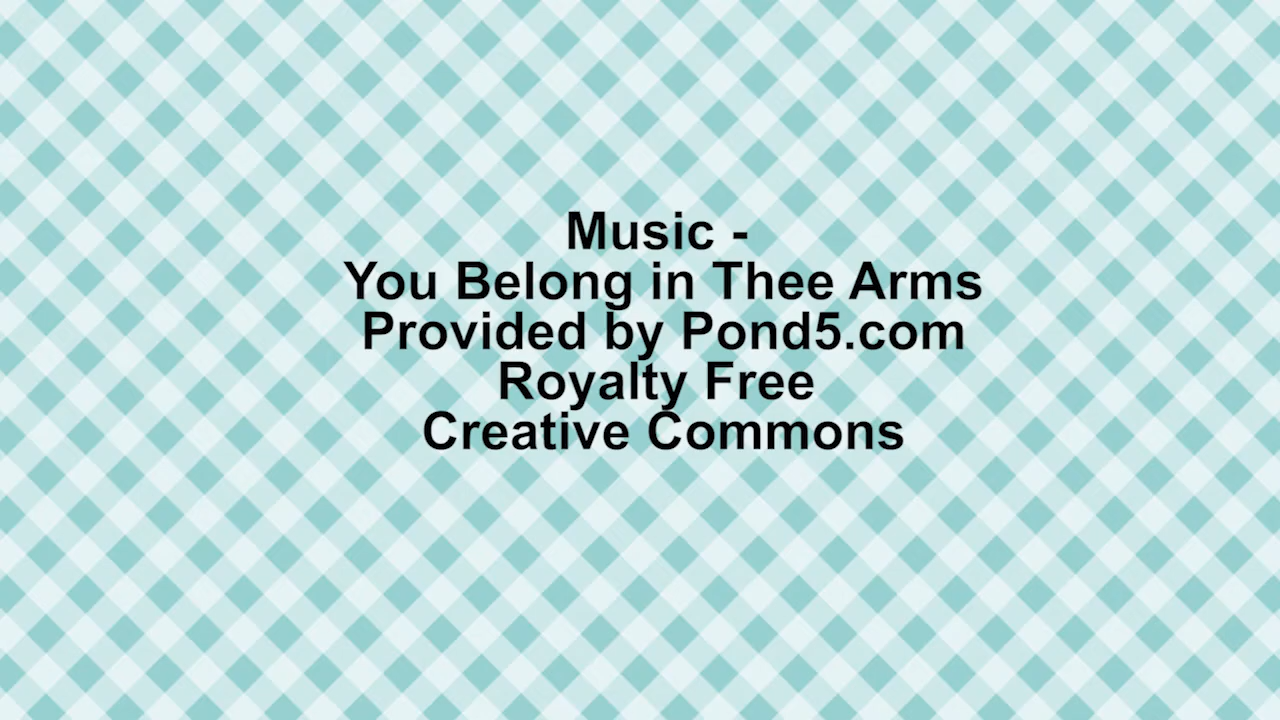 Music -
You Belong in Thee Arms
Provided by Pond5.com
Royalty Free
Creative Commons